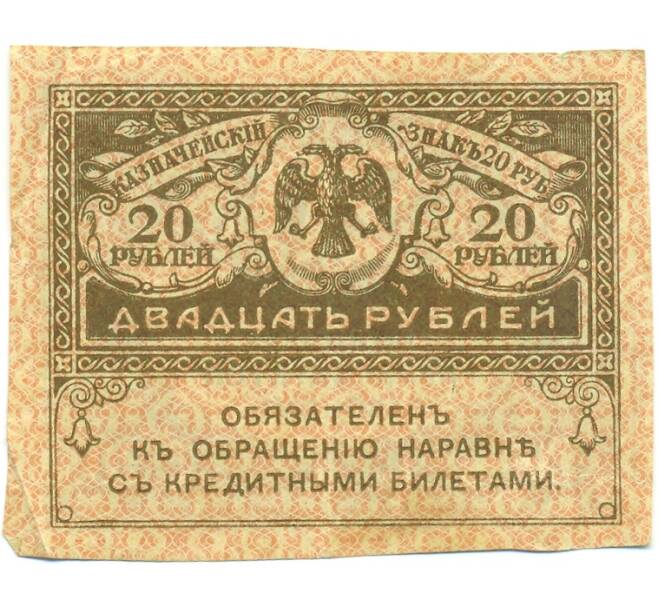 КАЗНАЧЕЙСКІЙ ЗНАКЪ 20 РУБ.
20 РУБЛЕЙ
20 РУБЛЕЙ
ДВАДЦАТЬ РУБЛЕЙ
ОБЯЗАТЕЛЕНЪ
КЪ ОБРАЩЕНІЮ НАРАВНѢ
СЪ КРЕДИТНЫМИ БИЛЕТАМИ.